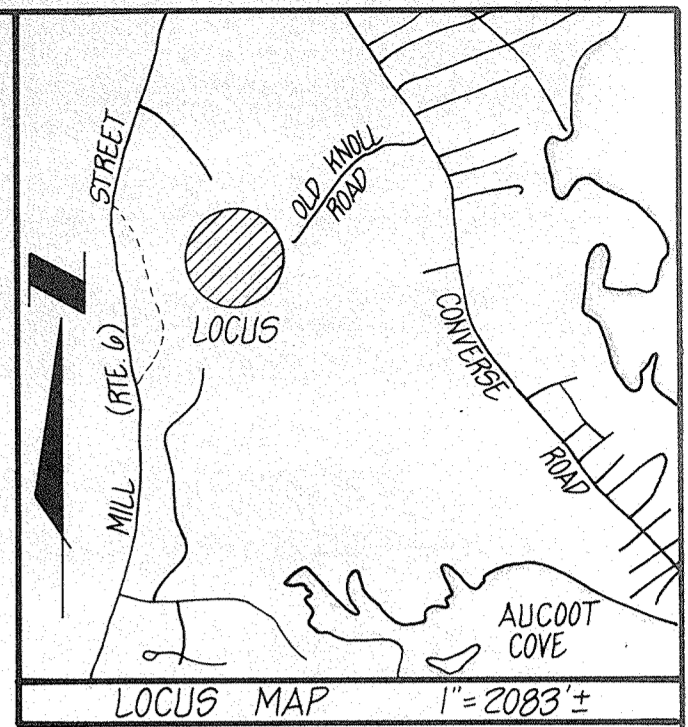 MILL (RTE. 6) STREET
OLD KNOLL
ROAD
LOCUS
CONVERSE
ROAD
AUCOOT
COVE
LOCUS MAP 1"= 2083'±